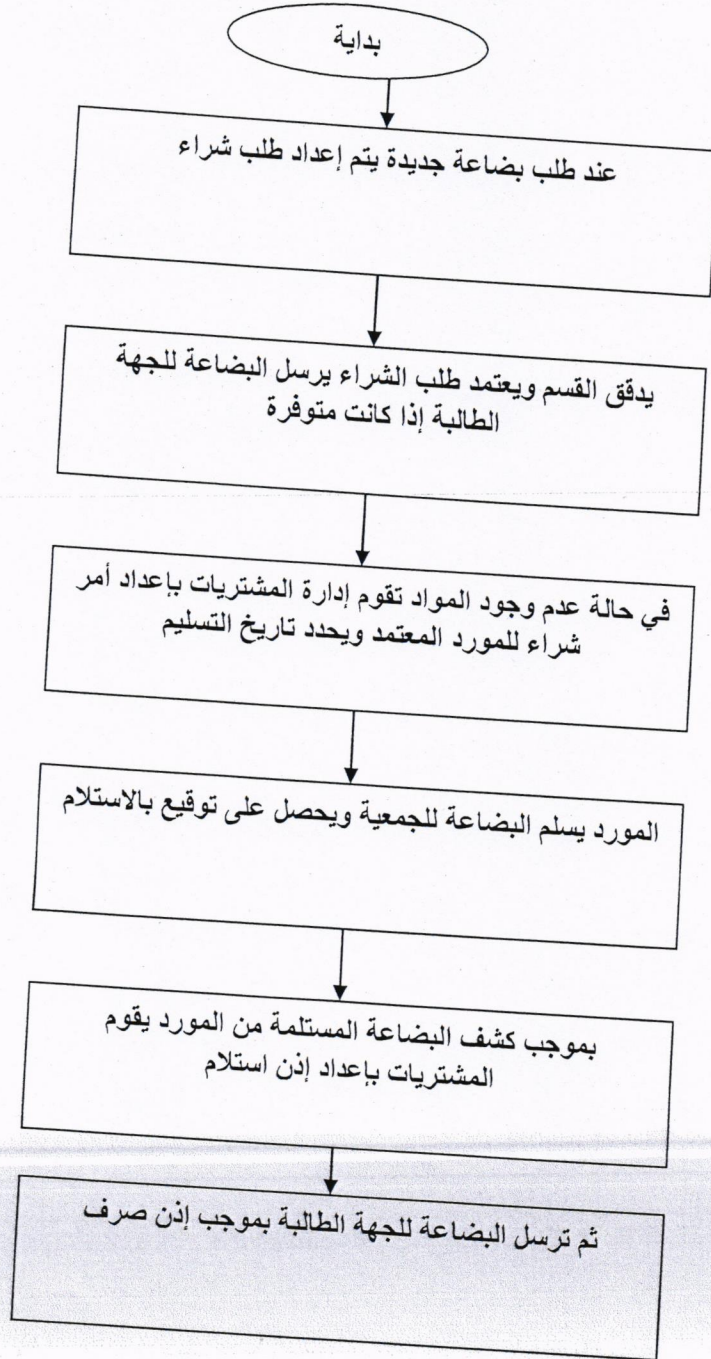 بداية
عند طلب بضاعة جديدة يتم إعداد طلب شراء
يدقق القسم ويعتمد طلب الشراء يرسل البضاعة للجهة
الطالبة إذا كانت متوفرة
في حالة عدم وجود المواد تقوم إدارة المشتريات بإعداد أمر
شراء للمورد المعتمد ويحدد تاريخ التسليم
المورد يسلم البضاعة للجمعية ويحصل على توقيع بالاستلام
بموجب كشف البضاعة المستلمة من المورد يقوم
المشتريات بإعداد إذن استلام
ثم ترسل البضاعة للجهة الطالبة بموجب إذن صرف